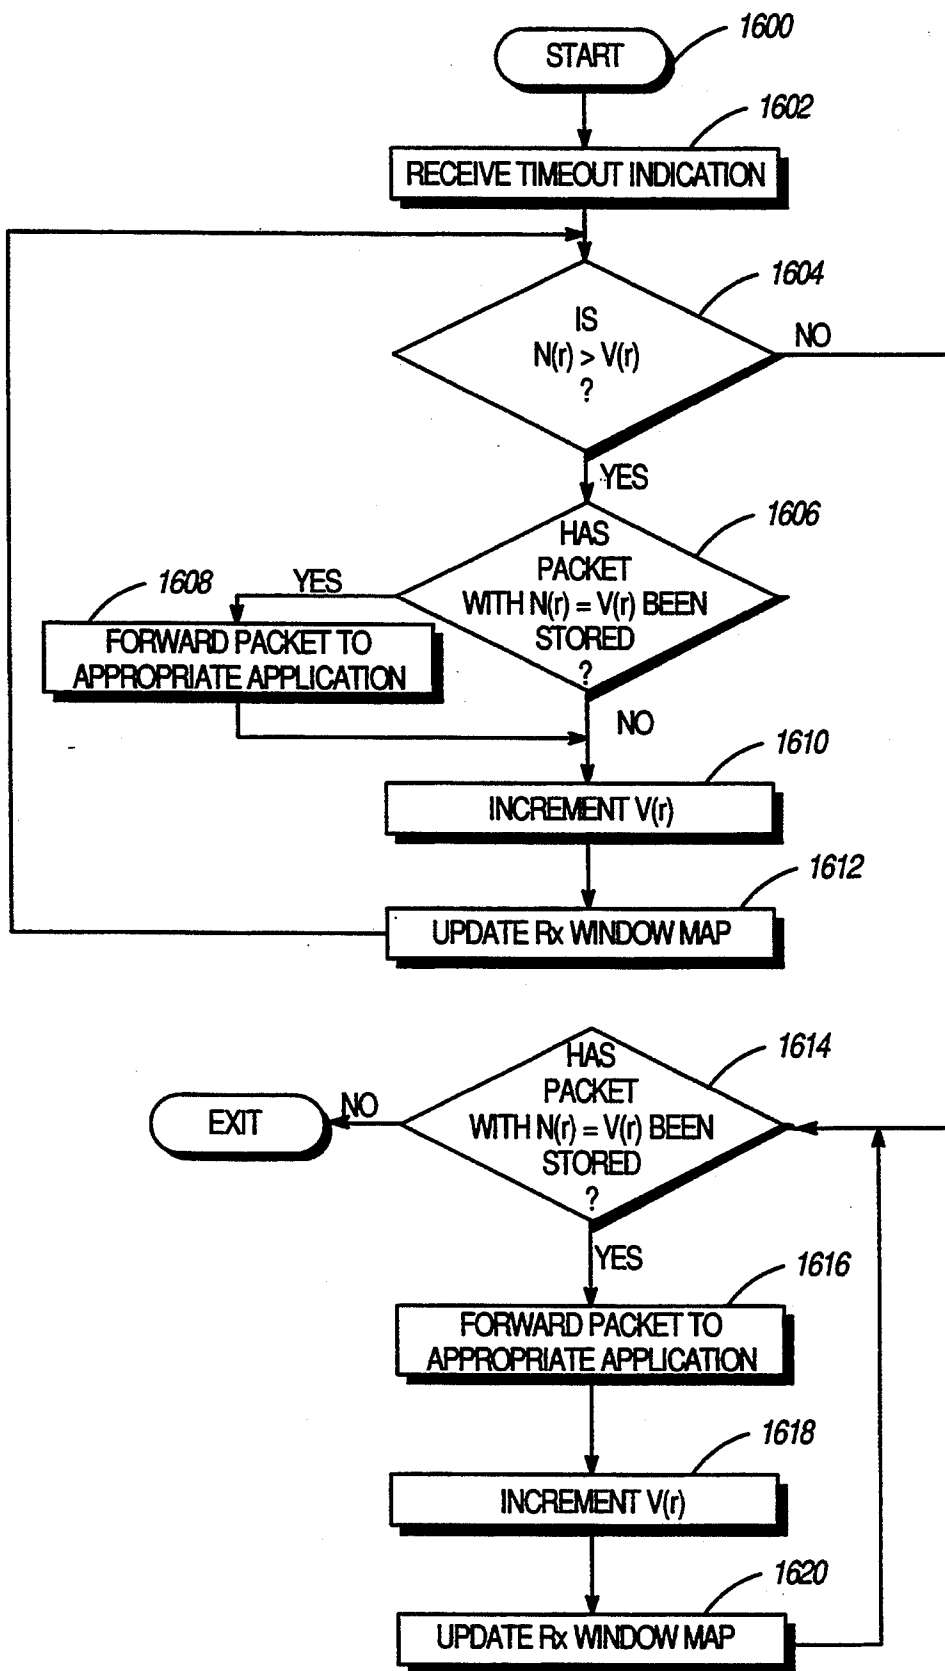 1600
START
1602
RECEIVE TIMEOUT INDICATION
1604
IS
N(r) > V(r)
?
NO
YES
1606
HAS
PACKET
WITH N(r) = V(r) BEEN
STORED
?
YES
1608
FORWARD PACKET TO
APPROPRIATE APPLICATION
NO
1610
INCREMENT V(r)
1612
UPDATE Rx WINDOW MAP
1614
HAS
PACKET
WITH N(r) = V(r) BEEN
STORED
?
NO
EXIT
YES
1616
FORWARD PACKET TO
APPROPRIATE APPLICATION
1618
INCREMENT V(r)
1620
UPDATE Rx WINDOW MAP